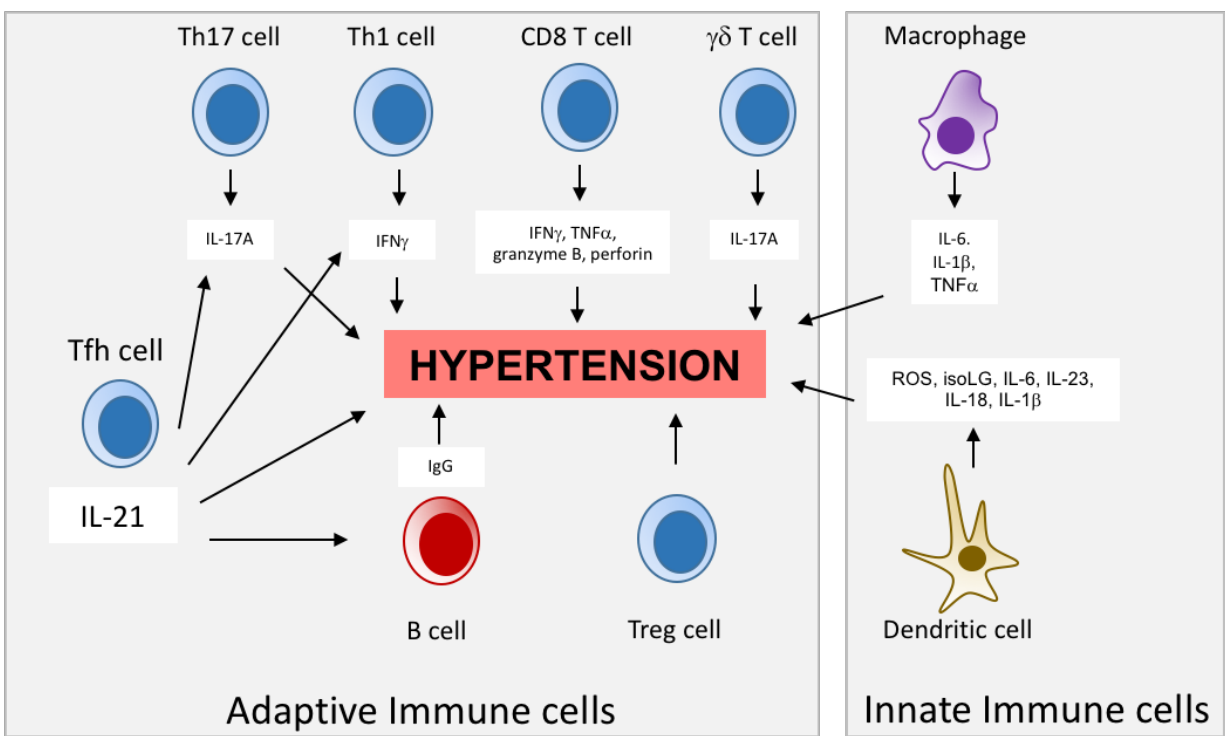 Th17 cell
Th1 cell
CD8 T cell
γδ T cell
Macrophage
IL-17A
IFNγ
IFNγ, TNFα,
granzyme B, perforin
IL-17A
IL-6.
IL-1β,
TNFα
Tfh cell
HYPERTENSION
ROS, isoLG, IL-6, IL-23,
IL-18, IL-1β
IgG
IL-21
B cell
Treg cell
Dendritic cell
Adaptive Immune cells
Innate Immune cells